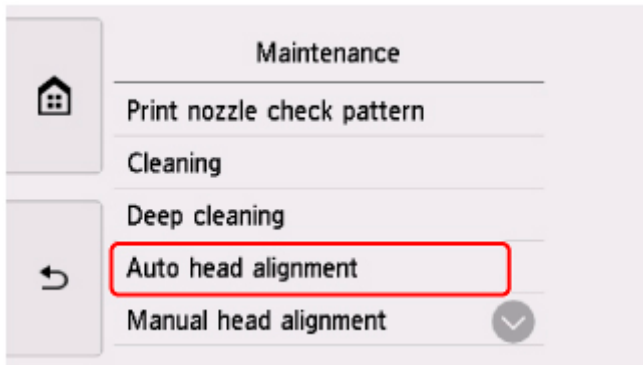 Maintenance
Print nozzle check pattern
Cleaning
Deep cleaning
Auto head alignment
Manual head alignment